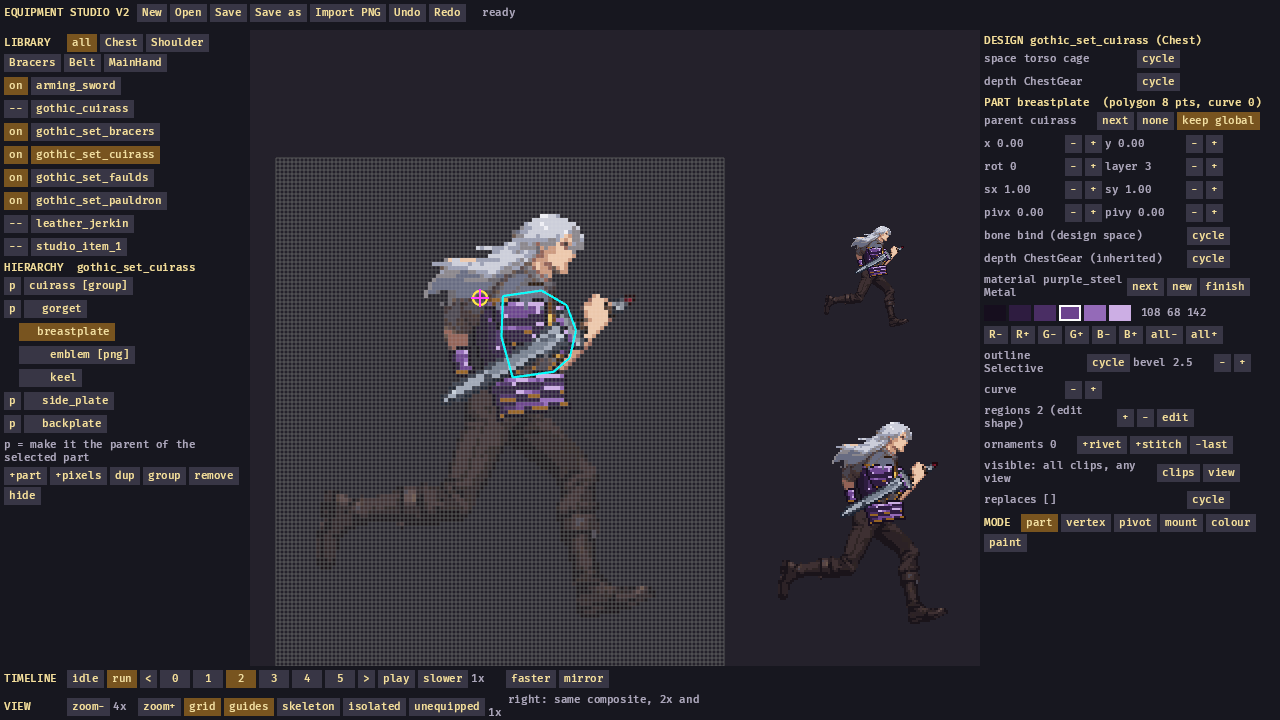 EQUIPMENT STUDIO V2 New Open Save Save as Import PNG Undo Redo ready
LIBRARY all Chest Shoulder
Bracers Belt MainHand
on arming_sword
-- gothic_cuirass
on gothic_set_bracers
on gothic_set_cuirass
on gothic_set_faulds
on gothic_set_pauldron
-- leather_jerkin
-- studio_item_1
HIERARCHY gothic_set_cuirass
p cuirass [group]
p gorget
breastplate
emblem [png]
keel
p side_plate
p backplate
p = make it the parent of the
selected part
+part +pixels dup group remove
hide
DESIGN gothic_set_cuirass (Chest)
space torso cage cycle
depth ChestGear cycle
PART breastplate (polygon 8 pts, curve 0)
parent cuirass next none keep global
x 0.00 - + y 0.00 - +
rot 0 - + layer 3 - +
sx 1.00 - + sy 1.00 - +
pivx 0.00 - + pivy 0.00 - +
bone bind (design space) cycle
depth ChestGear (inherited) cycle
material purple_steel
Metal next new finish
108 68 142
R- R+ G- G+ B- B+ all- all+
outline
Selective cycle bevel 2.5 - +
curve - +
regions 2 (edit
shape) + - edit
ornaments 0 +rivet +stitch -last
visible: all clips, any
view clips view
replaces [] cycle
MODE part vertex pivot mount colour
paint
TIMELINE idle run < 0 1 2 3 4 5 > play slower 1x faster mirror
VIEW zoom- 4x zoom+ grid guides skeleton isolated unequipped right: same composite, 2x and
1x